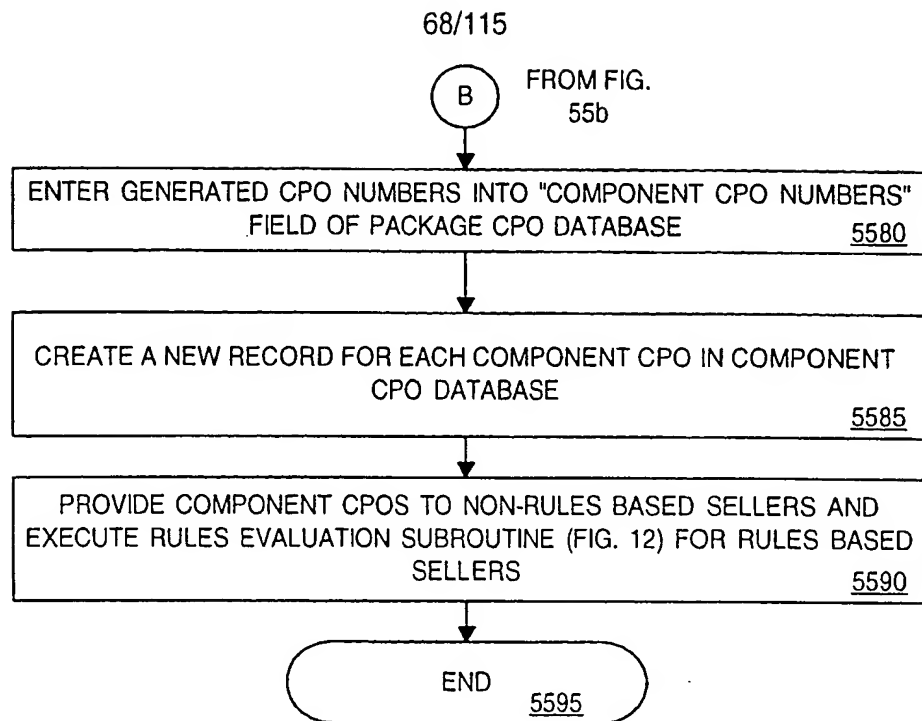 68/115
B
FROM FIG.
55b
ENTER GENERATED CPO NUMBERS INTO "COMPONENT CPO NUMBERS"
FIELD OF PACKAGE CPO DATABASE
5580
CREATE A NEW RECORD FOR EACH COMPONENT CPO IN COMPONENT
CPO DATABASE
5585
PROVIDE COMPONENT CPOS TO NON-RULES BASED SELLERS AND
EXECUTE RULES EVALUATION SUBROUTINE (FIG. 12) FOR RULES BASED
SELLERS
5590
END
5595